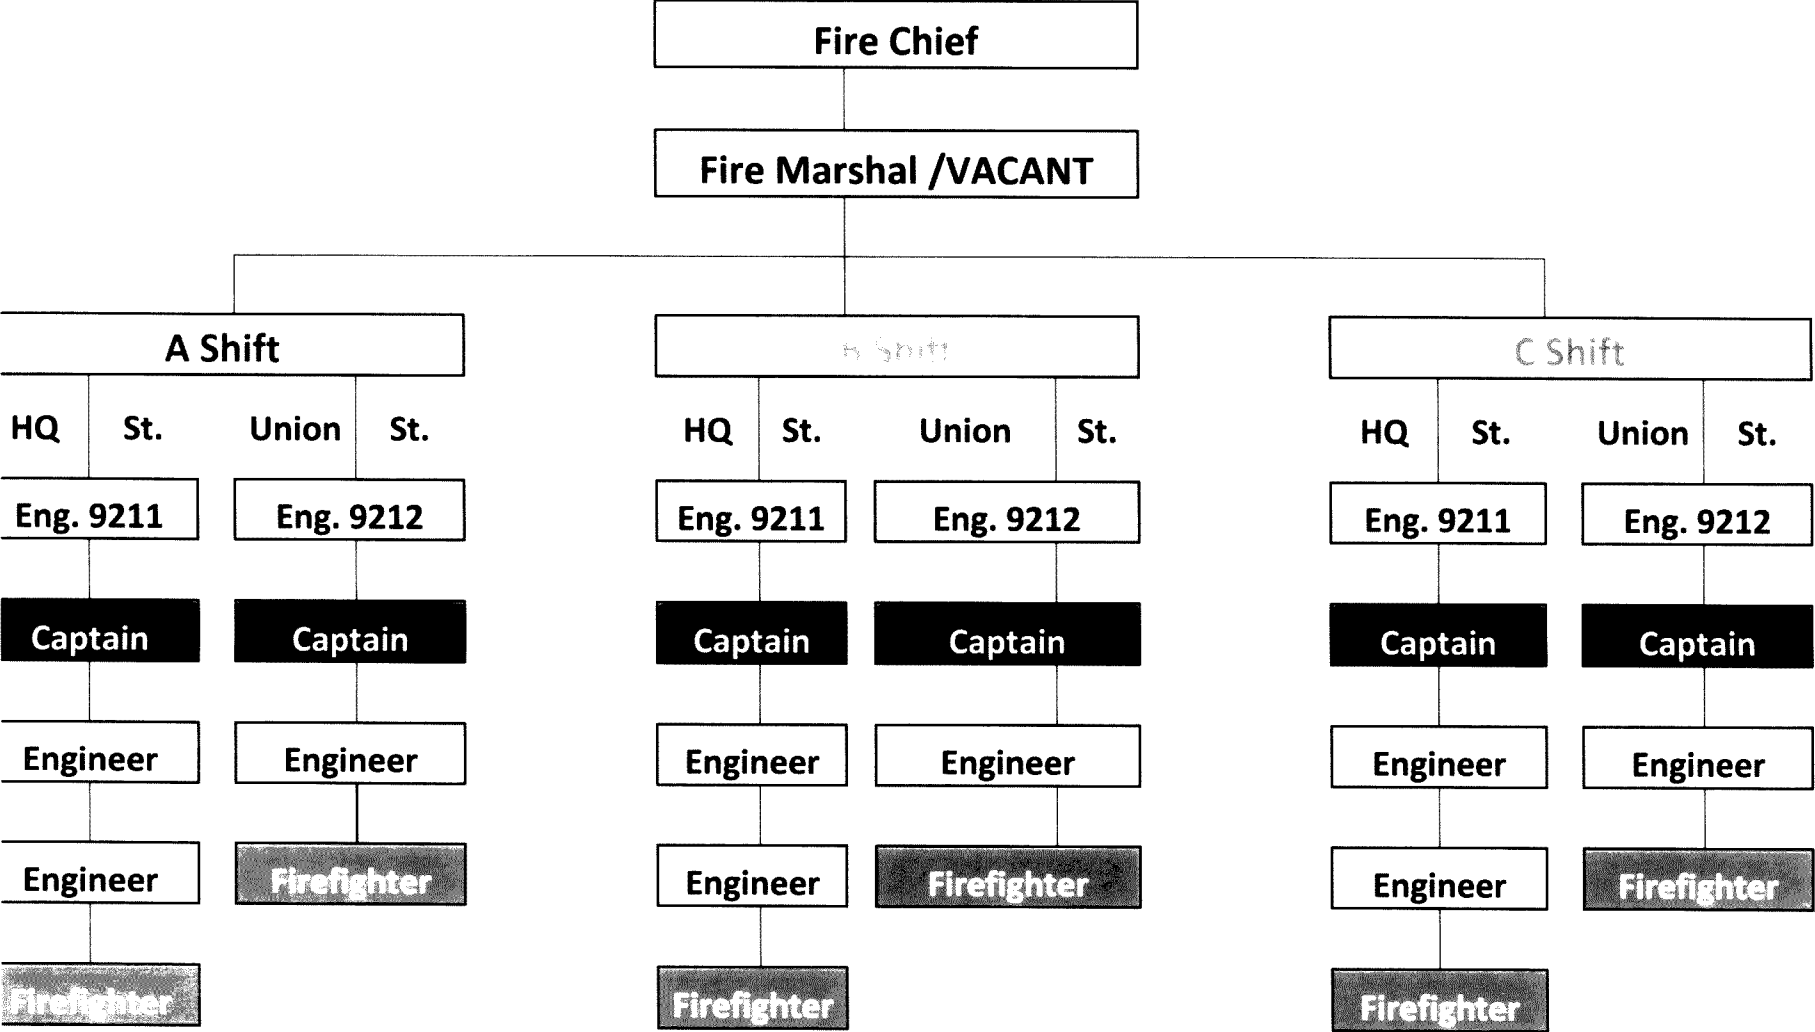 Fire Chief
Fire Marshal /VACANT
A Shift
B Shift
C Shift
HQ St. Union St.
HQ St. Union St.
HQ St. Union St.
Eng. 9211 Eng. 9212
Eng. 9211 Eng. 9212
Eng. 9211 Eng. 9212
Captain Captain
Captain Captain
Captain Captain
Engineer Engineer
Engineer Engineer
Engineer Engineer
Engineer Firefighter
Engineer Firefighter
Engineer Firefighter
Firefighter
Firefighter
Firefighter